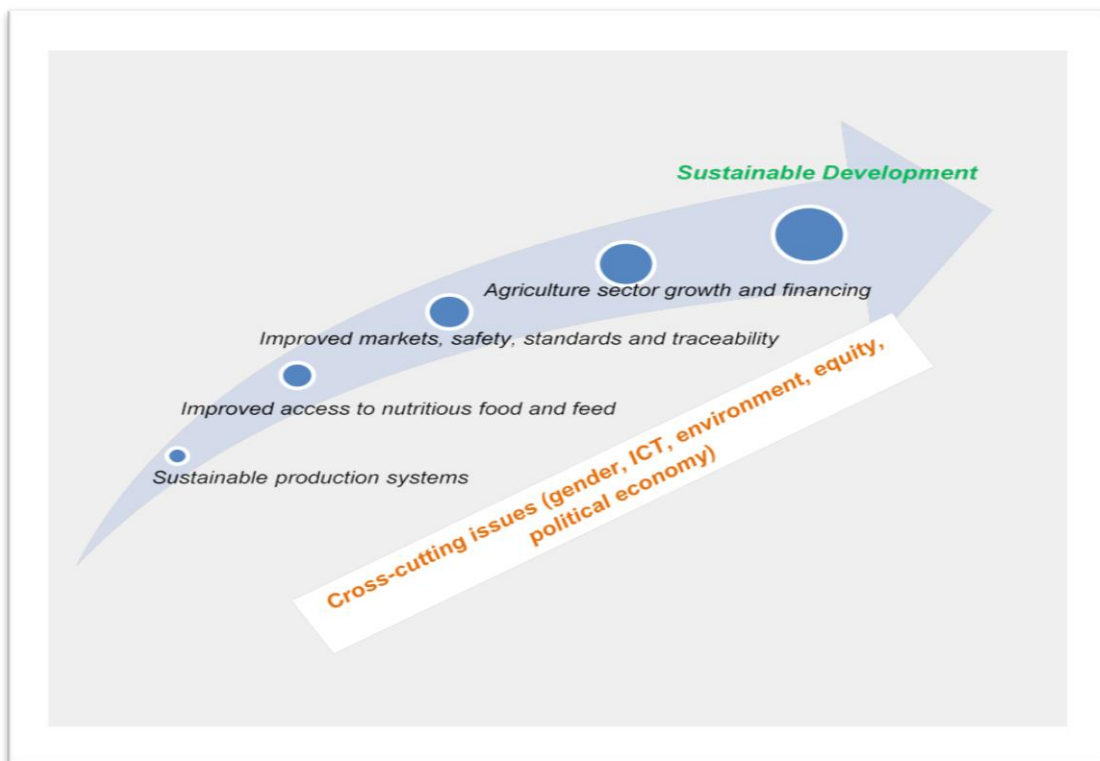 Sustainable Development
Agriculture sector growth and financing
Improved markets, safety, standards and traceability
Improved access to nutritious food and feed
Sustainable production systems
Cross-cutting issues (gender, ICT, environment, equity,
political economy)